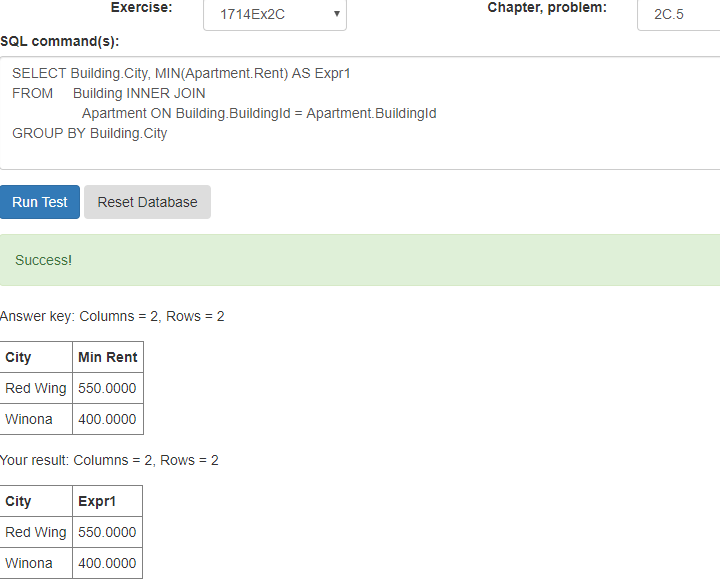 Exercise: 1714Ex2C Chapter, problem: 2C.5
SQL command(s):
SELECT Building.City, MIN(Apartment.Rent) AS Expr1
FROM Building INNER JOIN
Apartment ON Building.BuildingId = Apartment.BuildingId
GROUP BY Building.City
Run Test Reset Database
Success!
Answer key: Columns = 2, Rows = 2
City Min Rent
Red Wing 550.0000
Winona 400.0000
Your result: Columns = 2, Rows = 2
City Expr1
Red Wing 550.0000
Winona 400.0000